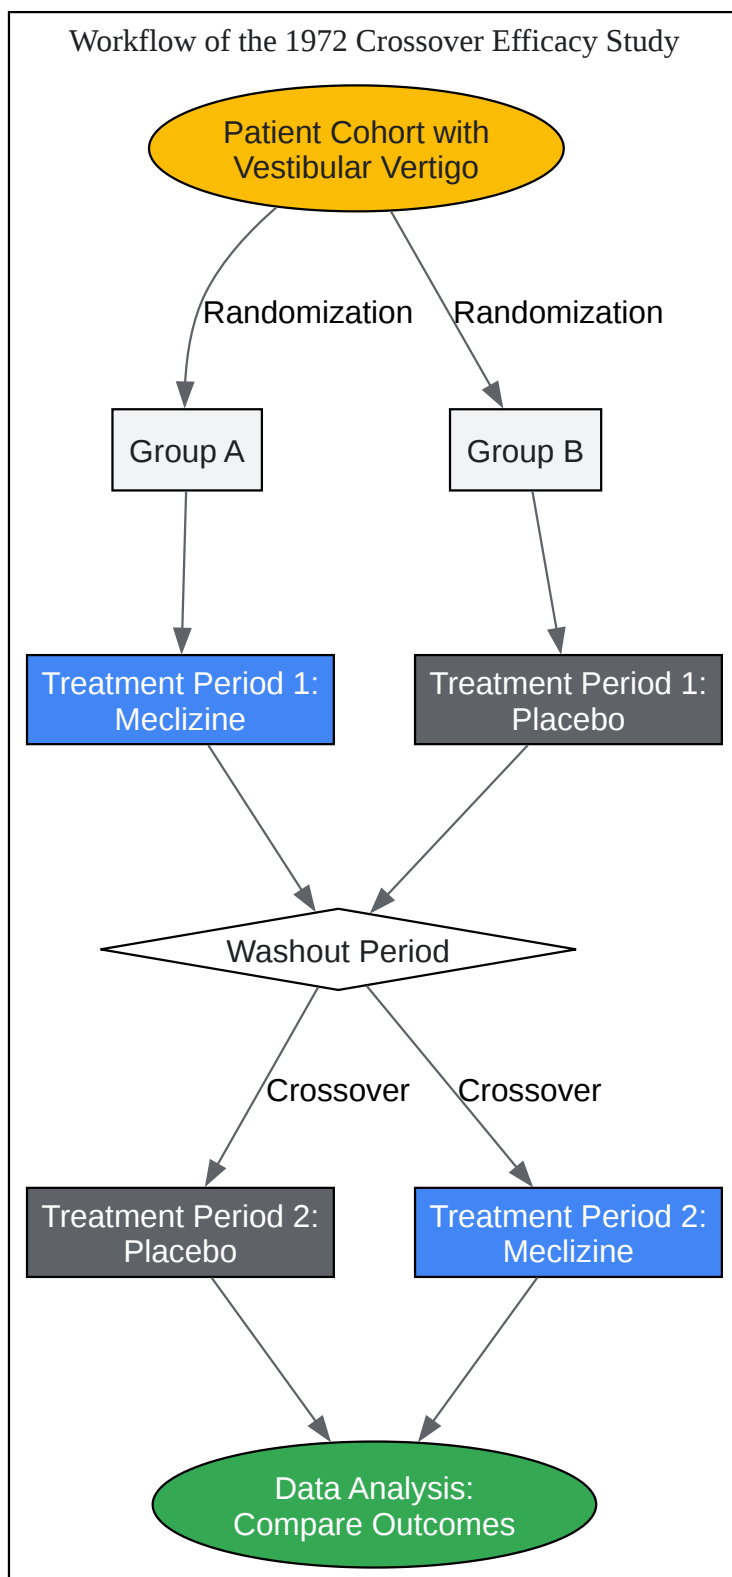 Workflow of the 1972 Crossover Efficacy Study
Patient Cohort with
Vestibular Vertigo
Randomization
Randomization
Group A
Group B
Treatment Period 1:
Meclizine
Treatment Period 1:
Placebo
Washout Period
Crossover
Crossover
Treatment Period 2:
Placebo
Treatment Period 2:
Meclizine
Data Analysis:
Compare Outcomes